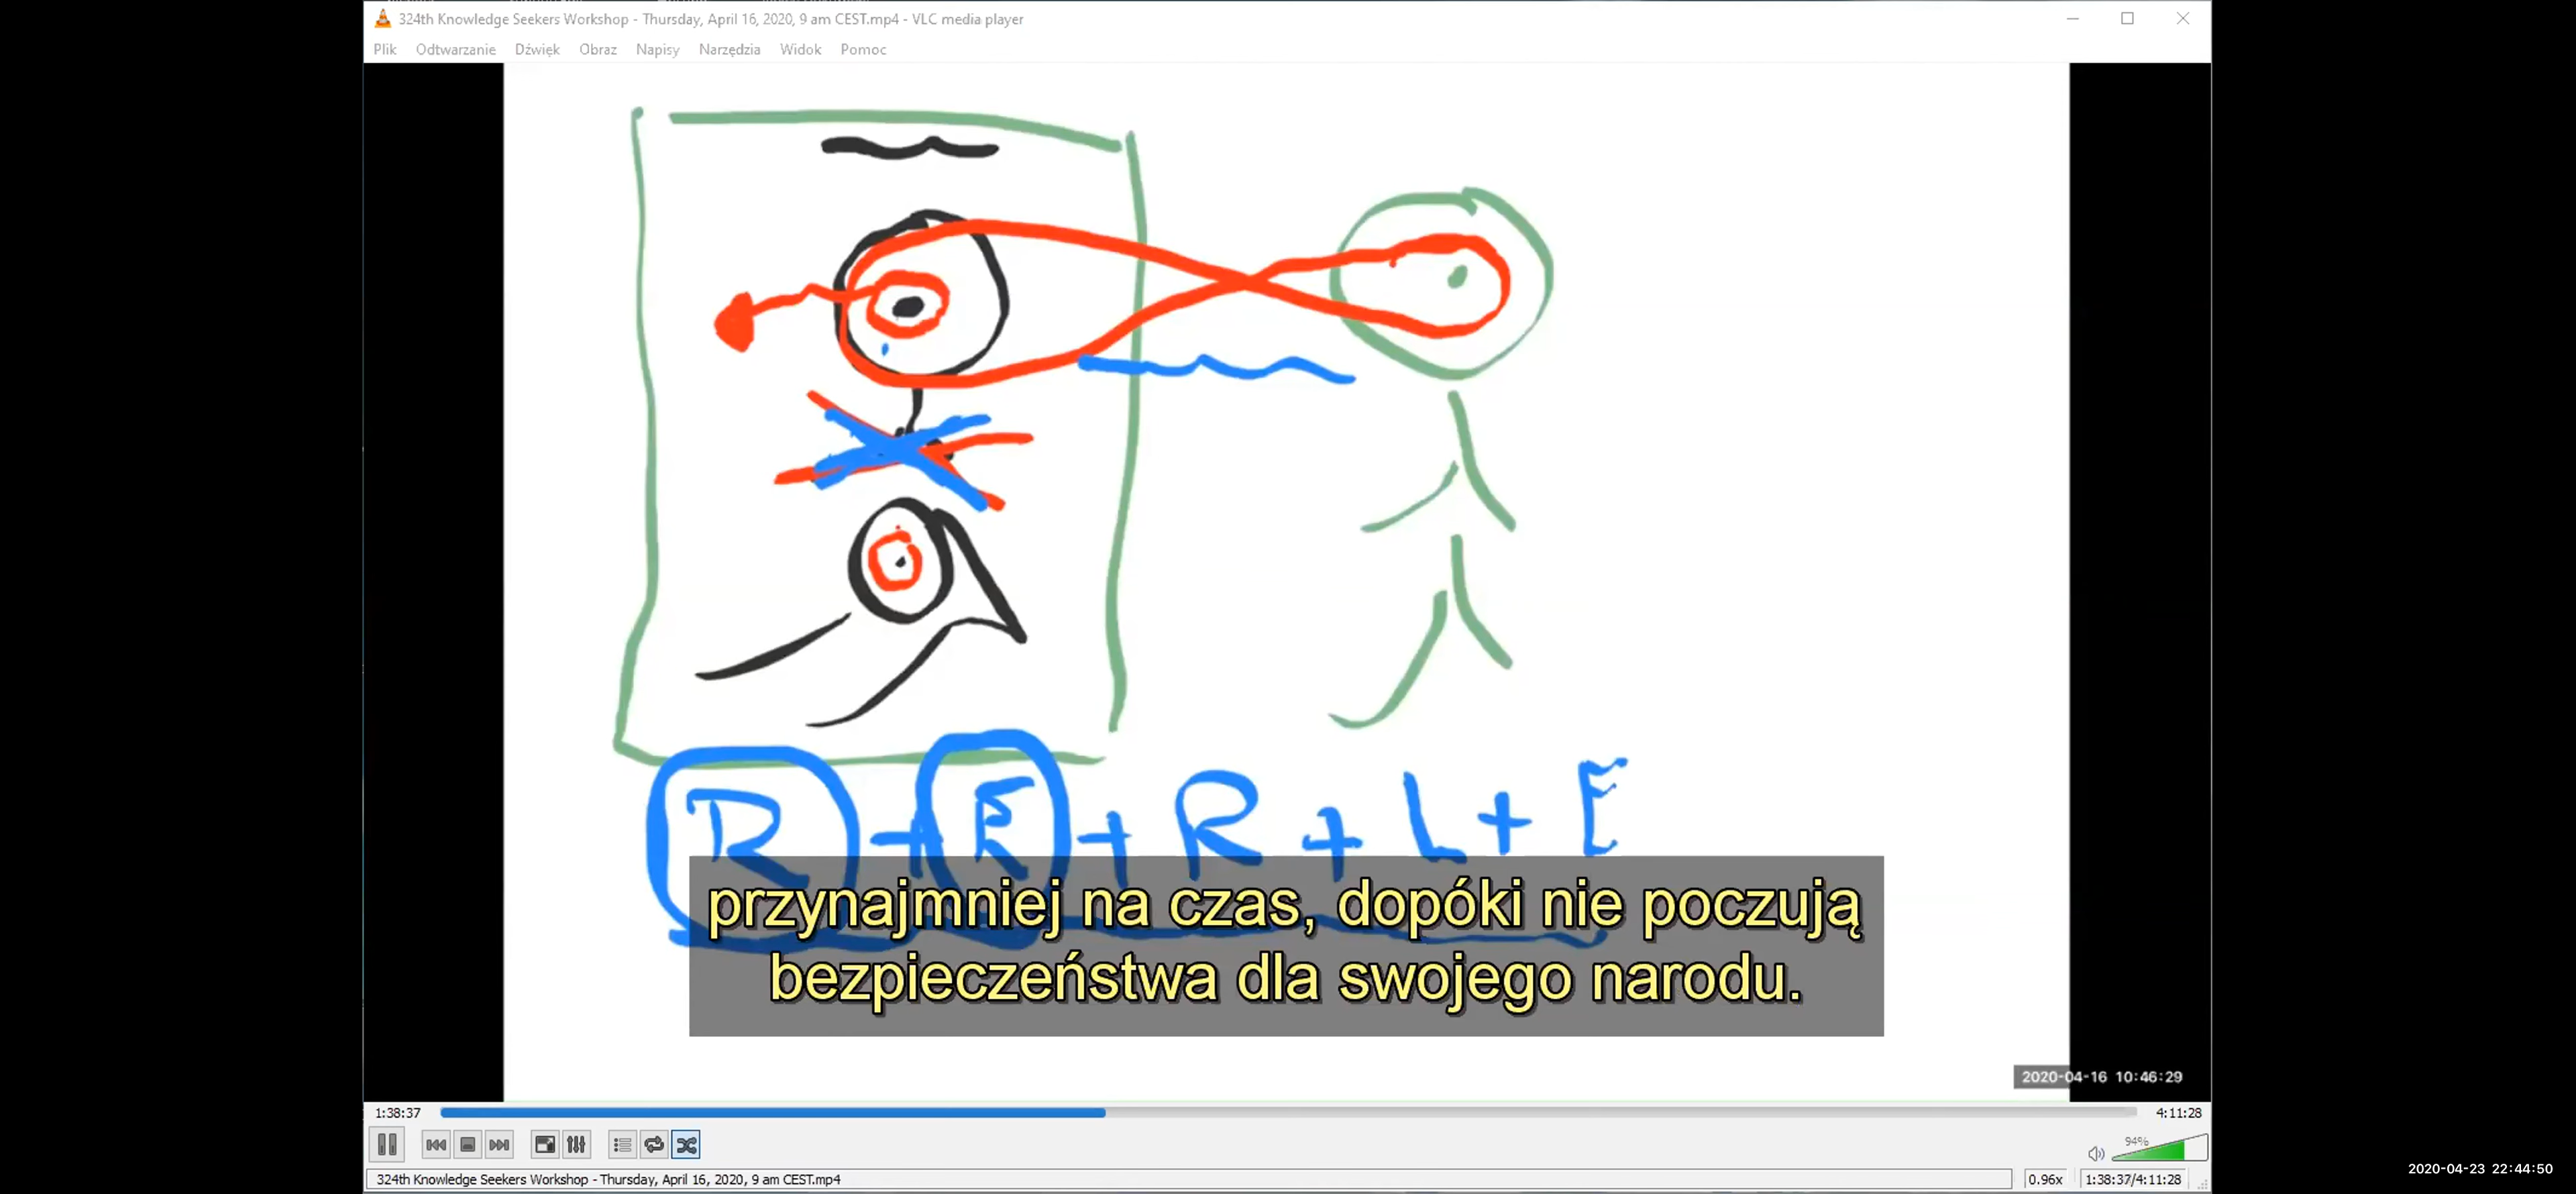 324th Knowledge Seekers Workshop - Thursday, April 16, 2020, 9 am CEST.mp4 - VLC media player
Plik Odtwarzanie Dźwięk Obraz Napisy Narzędzia Widok Pomoc
R + E + R + L + E
przynajmniej na czas, dopóki nie poczują
bezpieczeństwa dla swojego narodu.
2020-04-16 10:46:29
1:38:37 4:11:28
94%
324th Knowledge Seekers Workshop - Thursday, April 16, 2020, 9 am CEST.mp4 0.96x 1:38:37/4:11:28
2020-04-23 22:44:50